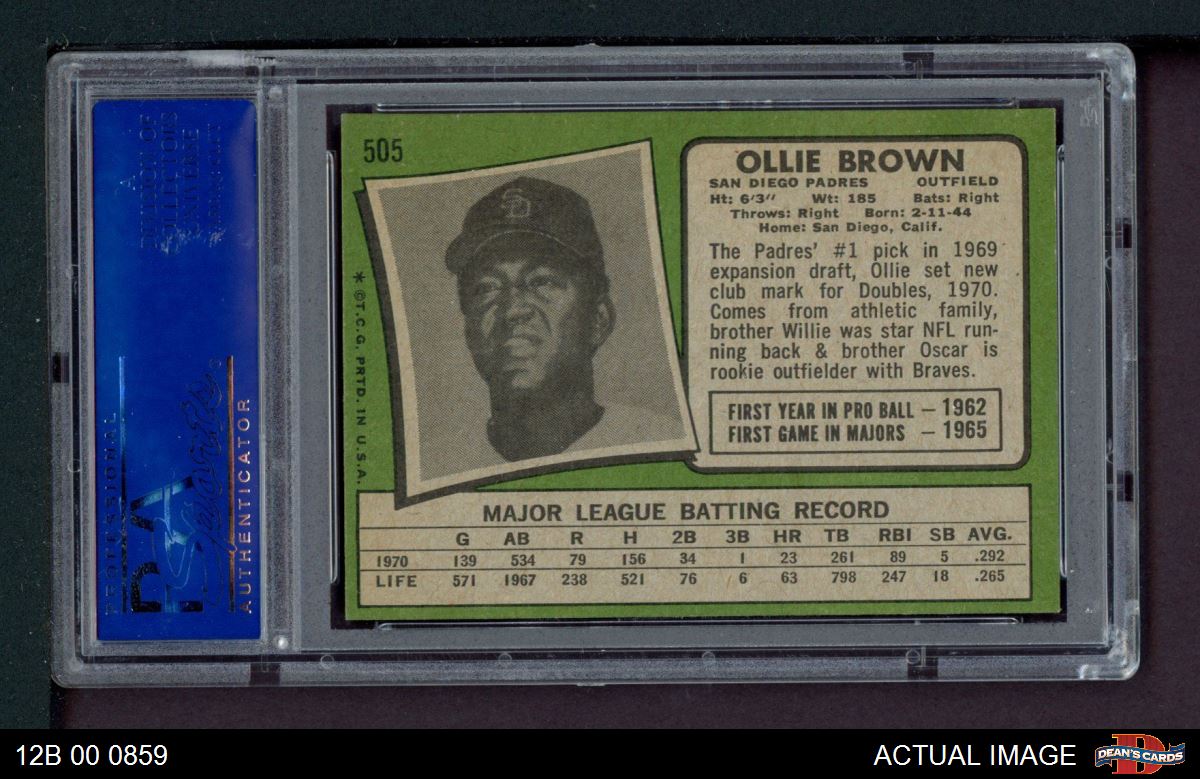 A
DIVISION OF
COLLECTORS
UNIVERSE
PROFESSIONAL
PSA
AUTHENTICATOR
505
SD
* ©T.C.G. PRTD. IN U.S.A.
OLLIE BROWN
SAN DIEGO PADRES OUTFIELD
Ht: 6'3" Wt: 185 Bats: Right
Throws: Right Born: 2-11-44
Home: San Diego, Calif.
The Padres' #1 pick in 1969
expansion draft, Ollie set new
club mark for Doubles, 1970.
Comes from athletic family,
brother Willie was star NFL run-
ning back & brother Oscar is
rookie outfielder with Braves.
FIRST YEAR IN PRO BALL — 1962
FIRST GAME IN MAJORS — 1965
MAJOR LEAGUE BATTING RECORD
G AB R H 2B 3B HR TB RBI SB AVG.
1970 139 534 79 156 34 1 23 261 89 5 .292
LIFE 571 1967 238 521 76 6 63 798 247 18 .265
12B 00 0859
ACTUAL IMAGE
DEAN'S CARDS